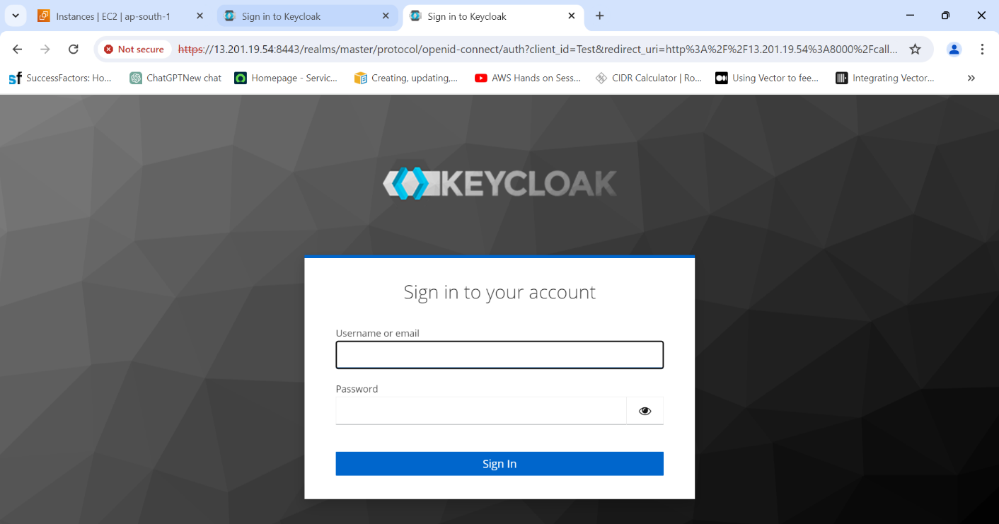 Instances | EC2 | ap-south-1
Sign in to Keycloak
Sign in to Keycloak
Not secure
https://13.201.19.54:8443/realms/master/protocol/openid-connect/auth?client_id=Test&redirect_uri=http%3A%2F%2F13.201.19.54%3A8000%2Fcall...
sf SuccessFactors: Ho...
ChatGPTNew chat
Homepage - Servic...
Creating, updating,...
AWS Hands on Sess...
CIDR Calculator | Ro...
Using Vector to fee...
Integrating Vector...
KEYCLOAK
Sign in to your account
Username or email
Password
Sign In